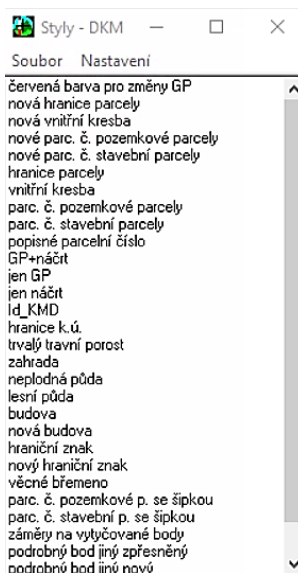 Styly - DKM
Soubor Nastavení
červená barva pro změny GP
nová hranice parcely
nová vnitřní kresba
nové parc. č. pozemkové parcely
nové parc. č. stavební parcely
hranice parcely
vnitřní kresba
parc. č. pozemkové parcely
parc. č. stavební parcely
popisné parcelní číslo
GP+náčrt
jen GP
jen náčrt
Id_KMD
hranice k.ú.
trvalý travní porost
zahrada
neplodná půda
lesní půda
budova
nová budova
hraniční znak
nový hraniční znak
věcné břemeno
parc. č. pozemkové p. se šipkou
parc. č. stavební p. se šipkou
záměry na vytyčované body
podrobný bod jiný zpřesněný
podrobný bod jiný nový